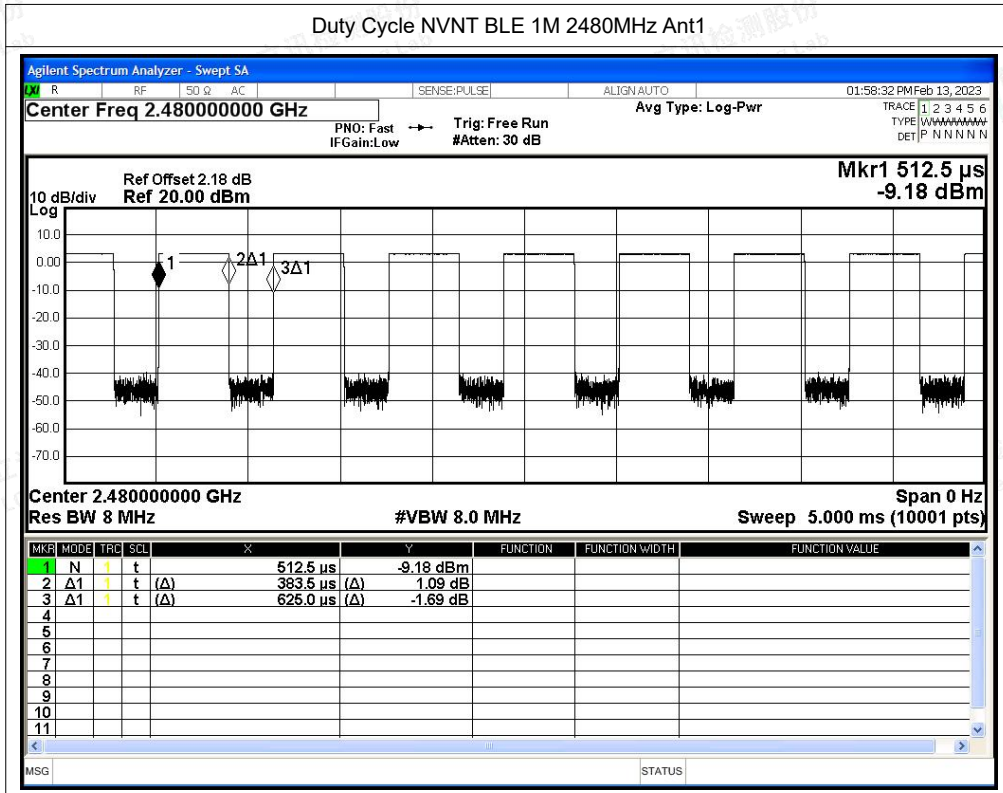 Duty Cycle NVNT BLE 1M 2480MHz Ant1
Agilent Spectrum Analyzer - Swept SA
LXI R RF 50 Ω AC SENSE:PULSE ALIGNAUTO 01:58:32 PM Feb 13, 2023
Center Freq 2.480000000 GHz Avg Type: Log-Pwr TRACE 1 2 3 4 5 6
PNO: Fast Trig: Free Run TYPE WWWWWW
IFGain:Low #Atten: 30 dB DET P N N N N N
Mkr1 512.5 µs
-9.18 dBm
Ref Offset 2.18 dB
10 dB/div Ref 20.00 dBm
Log
10.0
0.00
1 2Δ1 3Δ1
-10.0
-20.0
-30.0
-40.0
-50.0
-60.0
-70.0
Center 2.480000000 GHz Span 0 Hz
Res BW 8 MHz #VBW 8.0 MHz Sweep 5.000 ms (10001 pts)
MKR MODE TRC SCL X Y FUNCTION FUNCTION WIDTH FUNCTION VALUE
1 N 1 t 512.5 µs -9.18 dBm
2 Δ1 1 t (Δ) 383.5 µs (Δ) 1.09 dB
3 Δ1 1 t (Δ) 625.0 µs (Δ) -1.69 dB
4
5
6
7
8
9
10
11
MSG STATUS